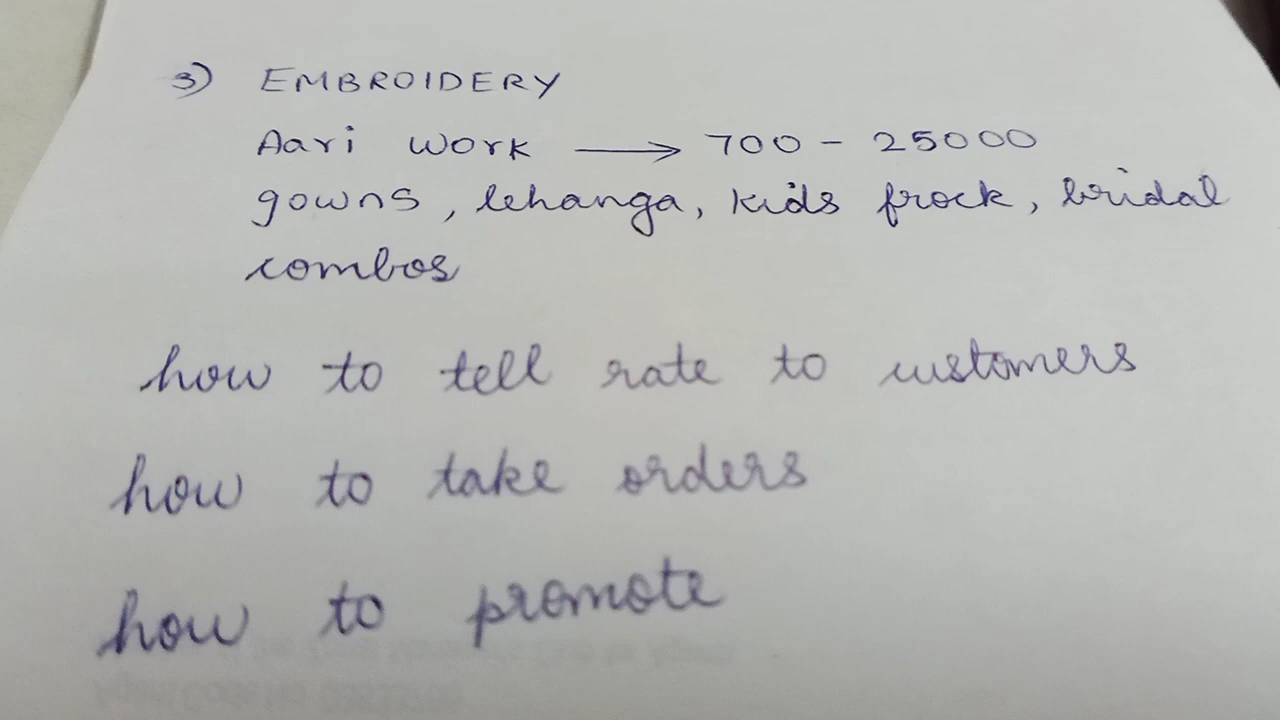 3) EMBROIDERY
Aari work → 700 - 25000
gowns, lehanga, kids frock, bridal
combos
how to tell rate to customers
how to take orders
how to promote